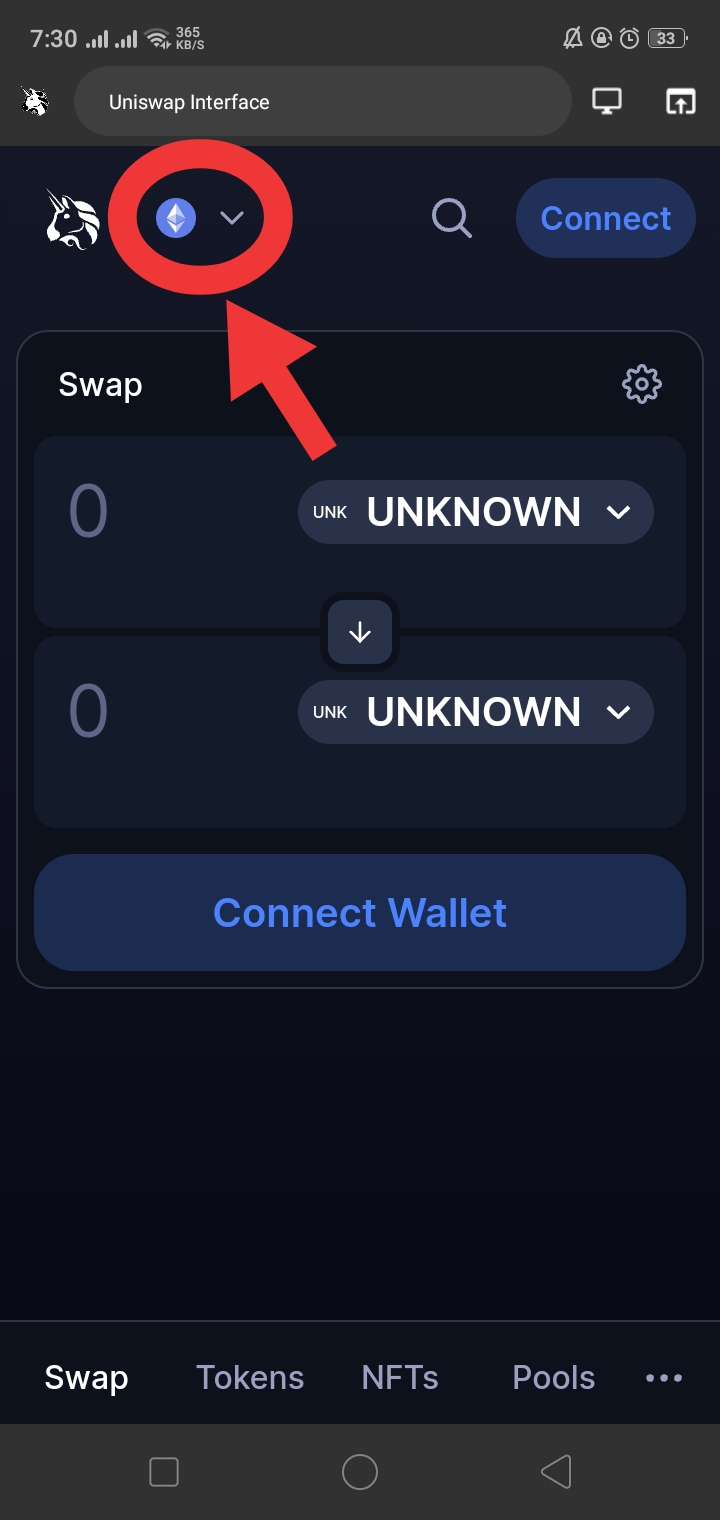 7:30 365 KB/S 33
Uniswap Interface
Connect
Swap
0 UNK UNKNOWN
0 UNK UNKNOWN
Connect Wallet
Swap Tokens NFTs Pools